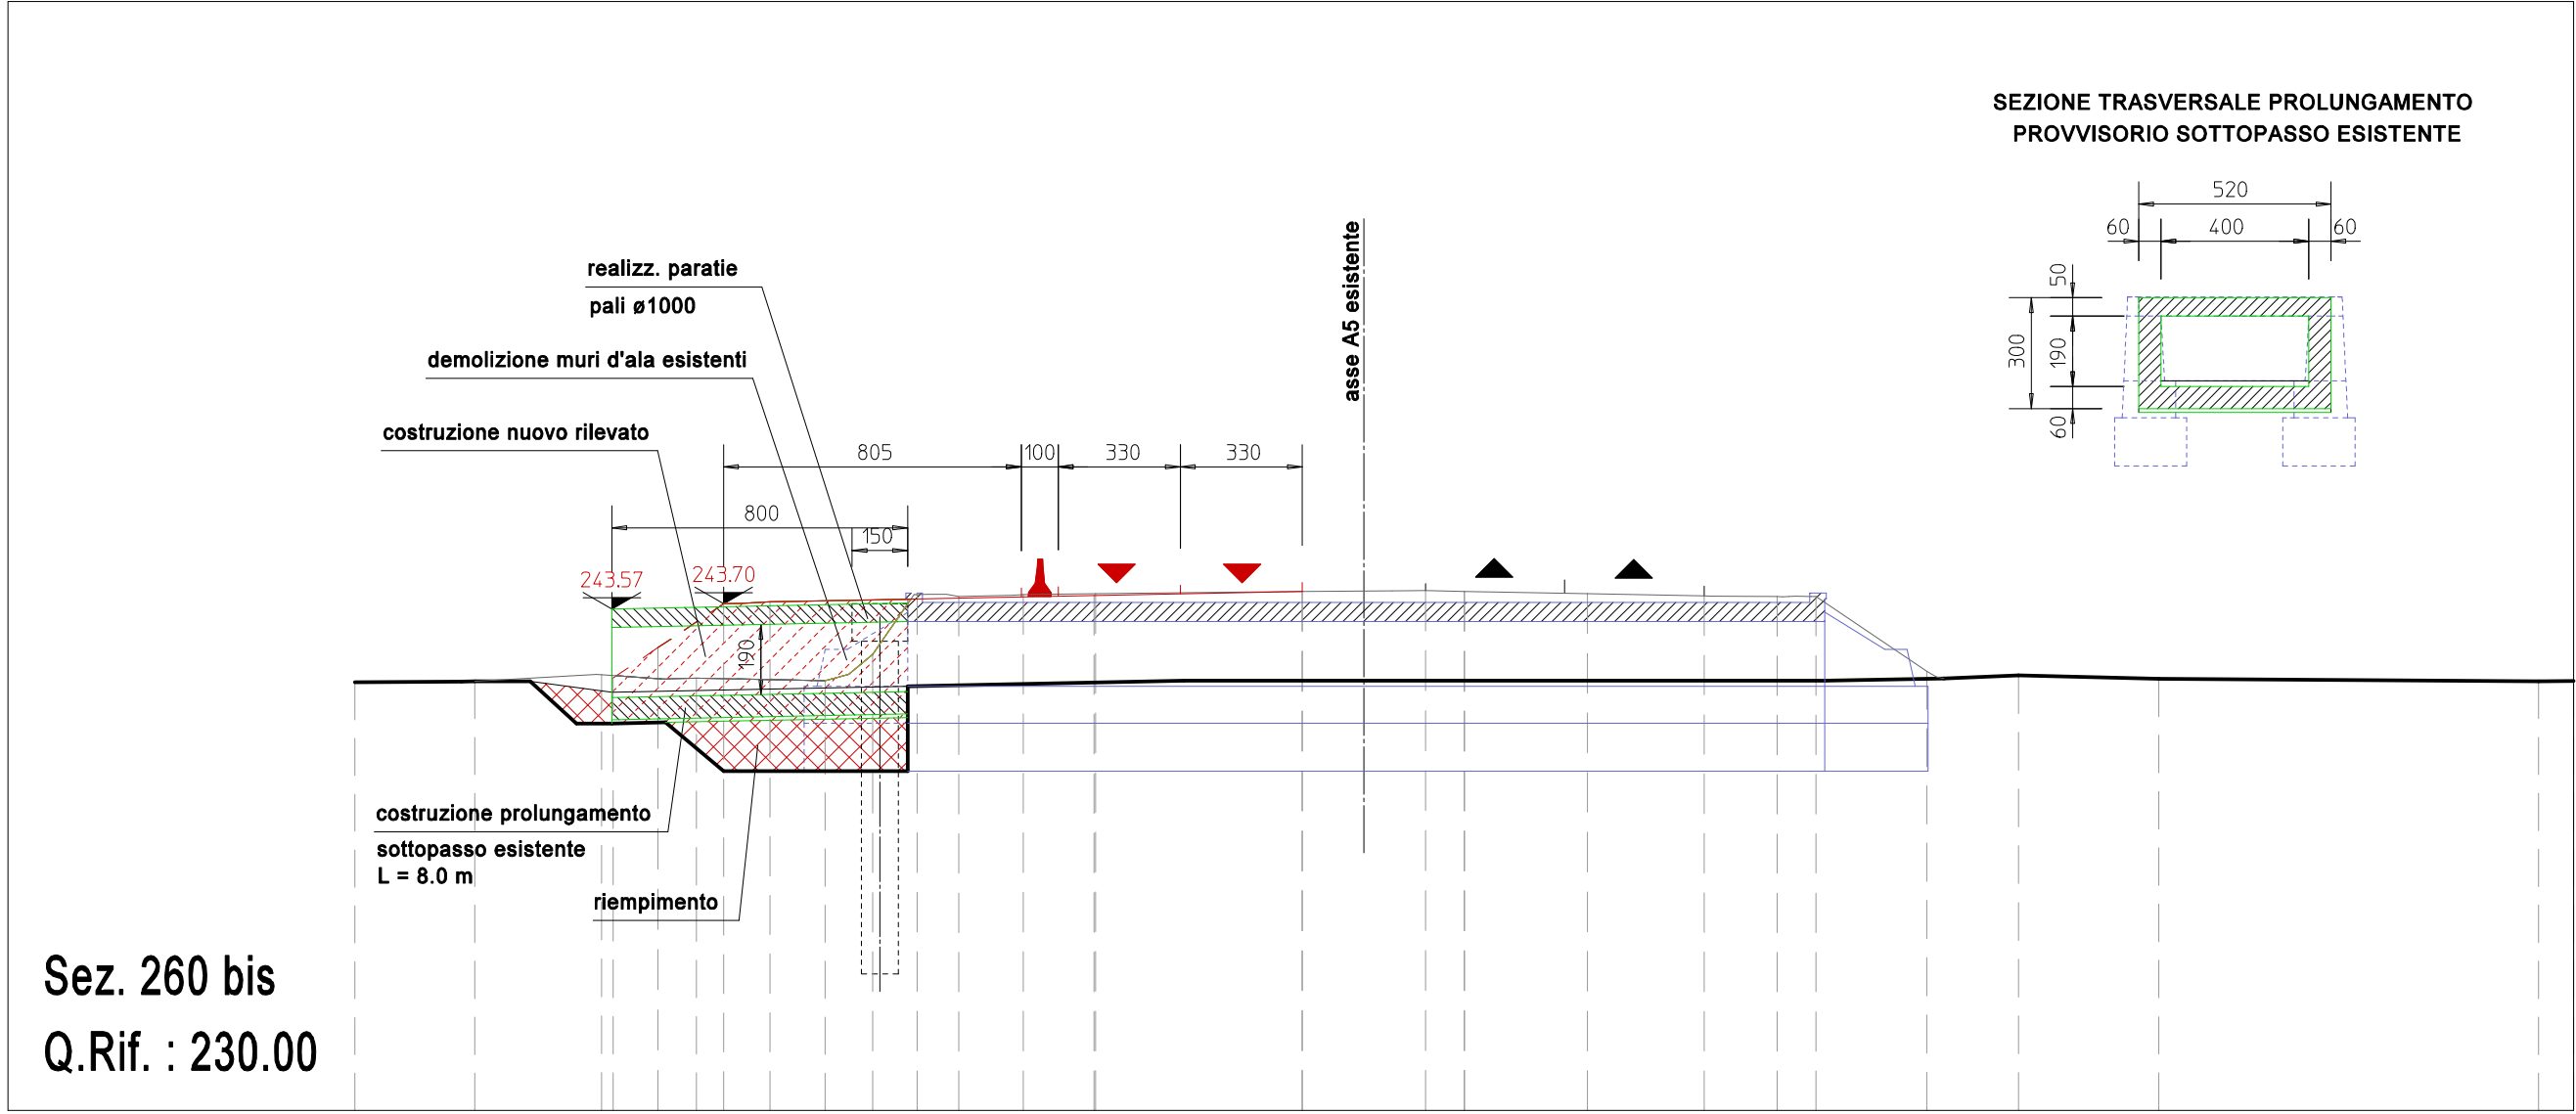 SEZIONE TRASVERSALE PROLUNGAMENTO
PROVVISORIO SOTTOPASSO ESISTENTE
520
60
400
60
50
300
190
60
asse A5 esistente
realizz. paratie
pali ø1000
demolizione muri d'ala esistenti
costruzione nuovo rilevato
805
100
330
330
800
150
243.57
243.70
190
costruzione prolungamento
sottopasso esistente
L = 8.0 m
riempimento
Sez. 260 bis
Q.Rif. : 230.00